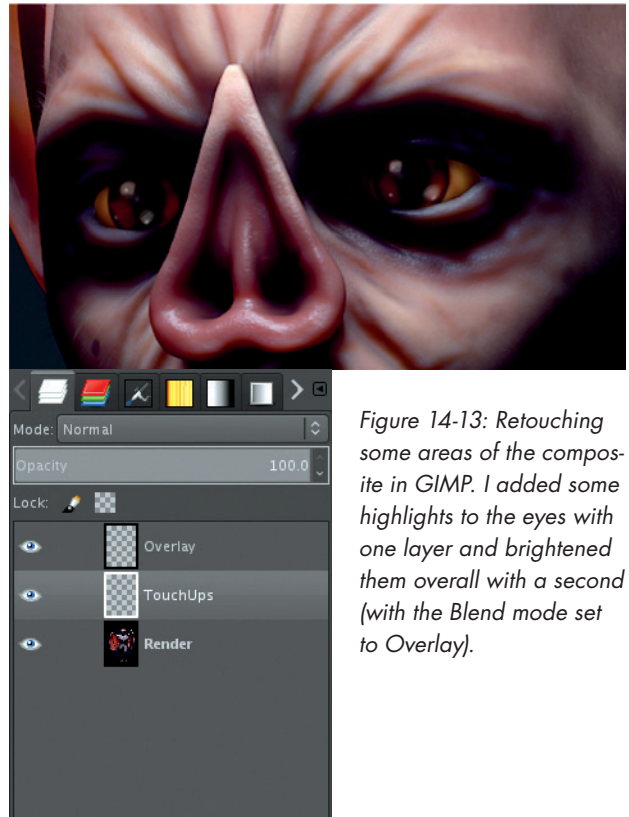 Mode: Normal
Opacity 100.0
Lock:
Overlay
TouchUps
Render
Figure 14-13: Retouching
some areas of the compos-
ite in GIMP. I added some
highlights to the eyes with
one layer and brightened
them overall with a second
(with the Blend mode set
to Overlay).